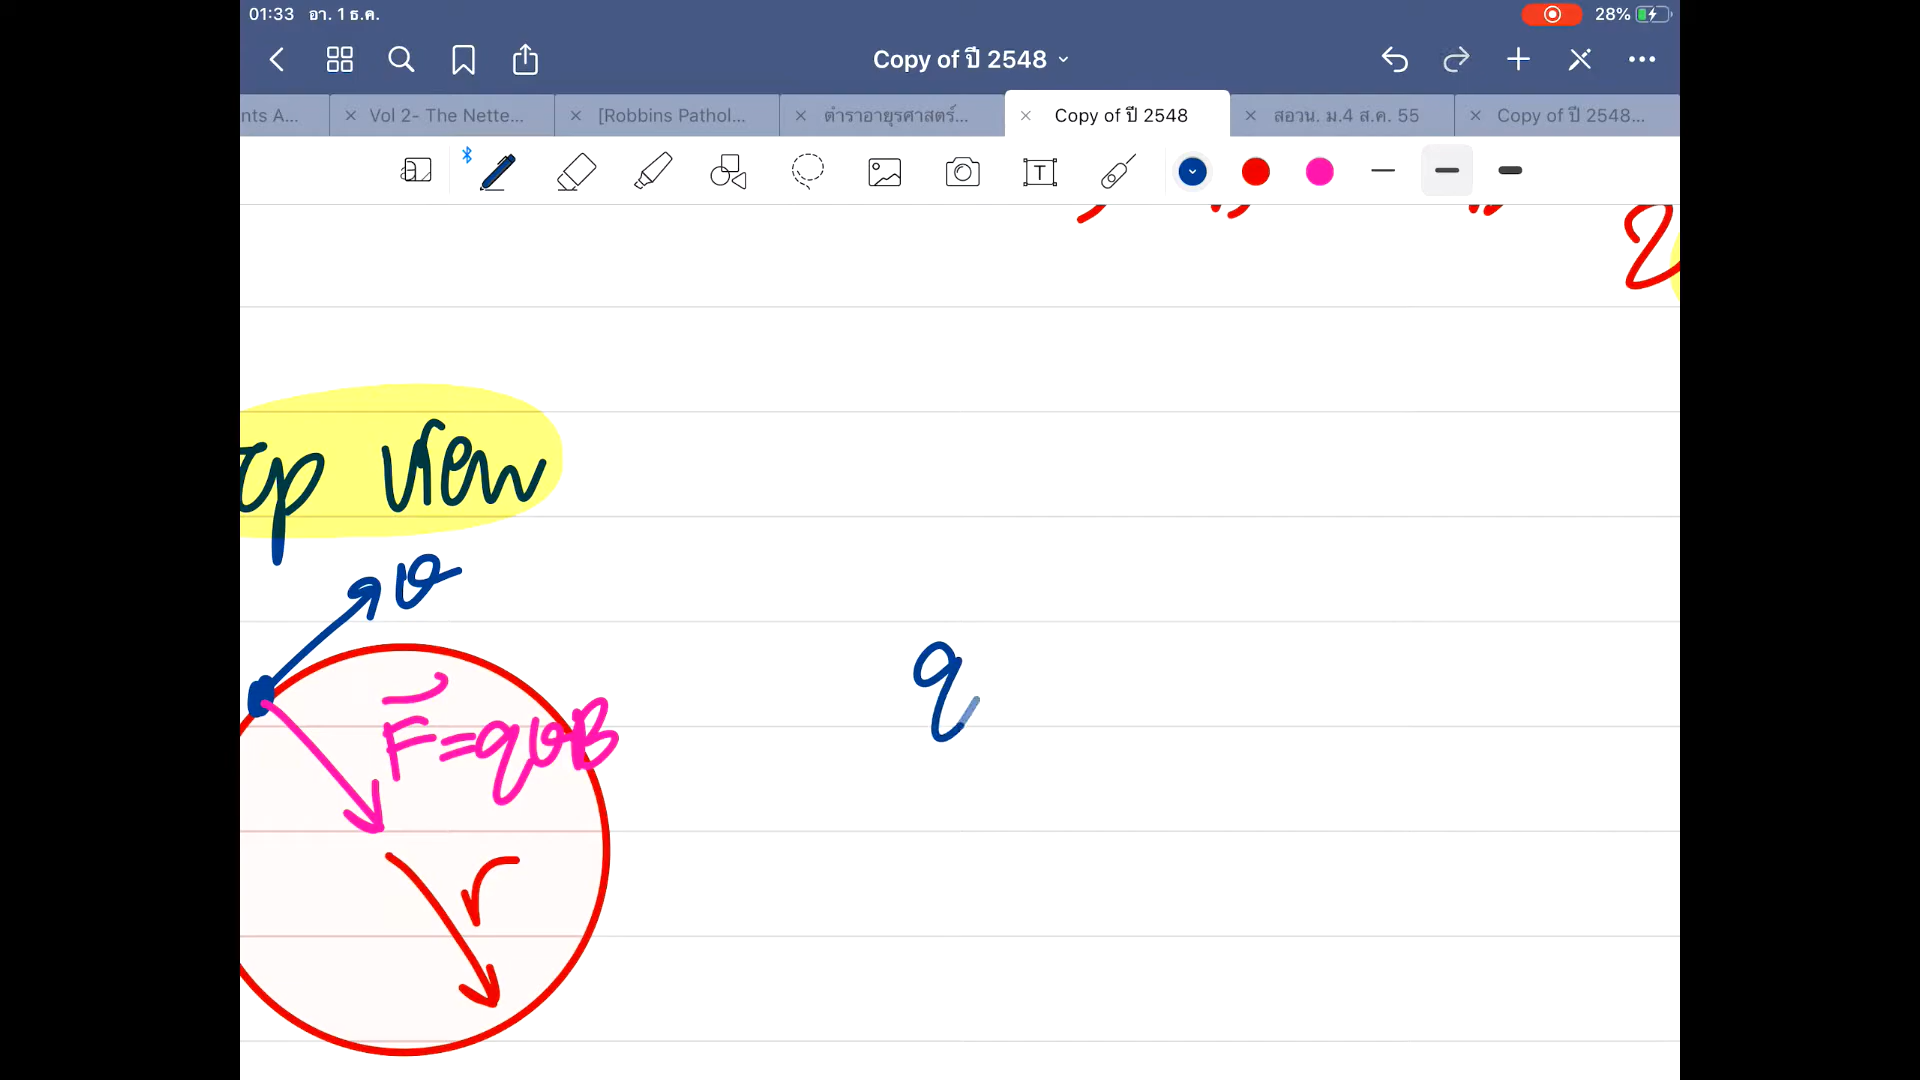 01:33 อา. 1 ธ.ค. 28%
Copy of ปี 2548
nts A... Vol 2- The Nette... [Robbins Pathol... ตำราอายุรศาสตร์... Copy of ปี 2548 สอวน. ม.4 ส.ค. 55 Copy of ปี 2548...
a T
2
op view
v
F=qvB
q
r